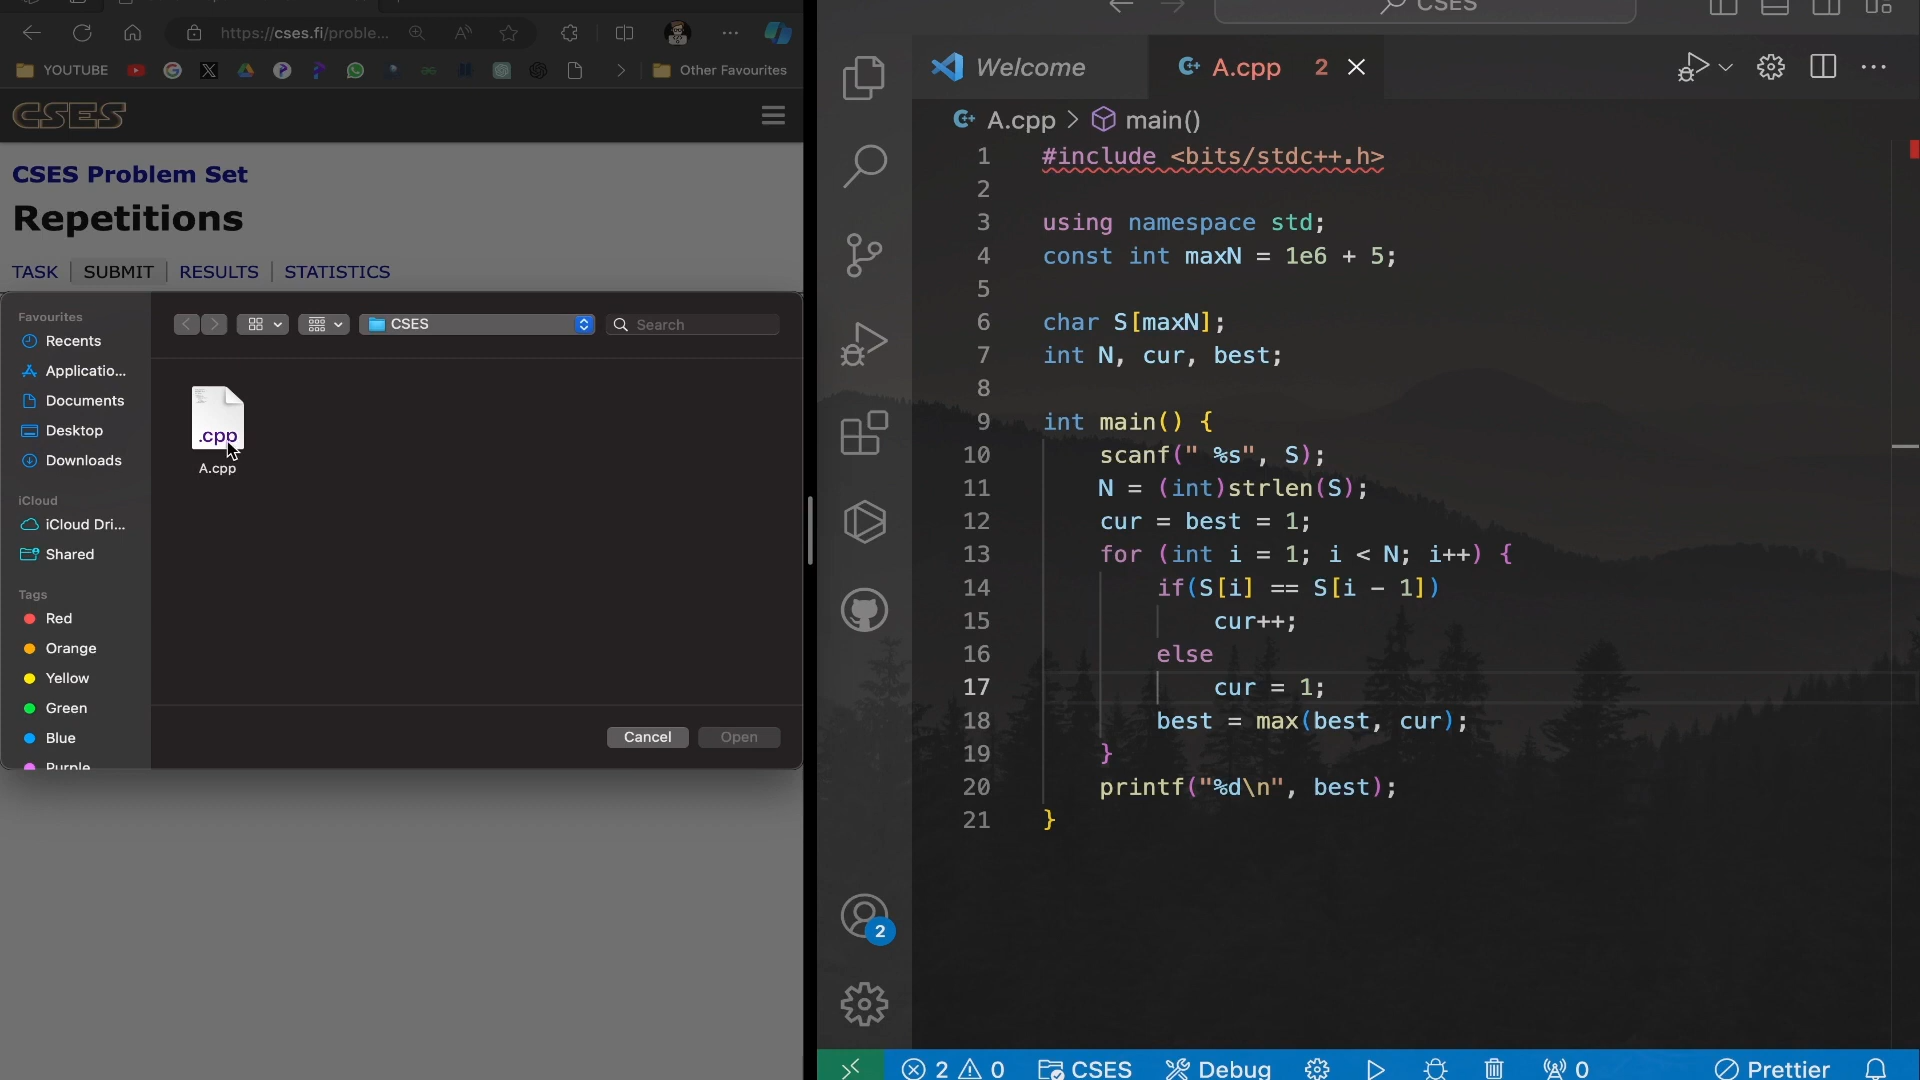 https://cses.fi/proble...
YOUTUBE
Other Favourites
CSES
CSES Problem Set
Repetitions
TASK
SUBMIT
RESULTS
STATISTICS
Favourites
Recents
Applicatio...
Documents
Desktop
Downloads
iCloud
iCloud Dri...
Shared
Tags
Red
Orange
Yellow
Green
Blue
Purple
CSES
Search
.cpp
A.cpp
Cancel
Open
CSES
Welcome
A.cpp 2
A.cpp > main()
1 #include <bits/stdc++.h>
2
3 using namespace std;
4 const int maxN = 1e6 + 5;
5
6 char S[maxN];
7 int N, cur, best;
8
9 int main() {
10 scanf(" %s", S);
11 N = (int)strlen(S);
12 cur = best = 1;
13 for (int i = 1; i < N; i++) {
14 if(S[i] == S[i - 1])
15 cur++;
16 else
17 cur = 1;
18 best = max(best, cur);
19 }
20 printf("%d\n", best);
21 }
2
2 0 CSES Debug 0 Prettier